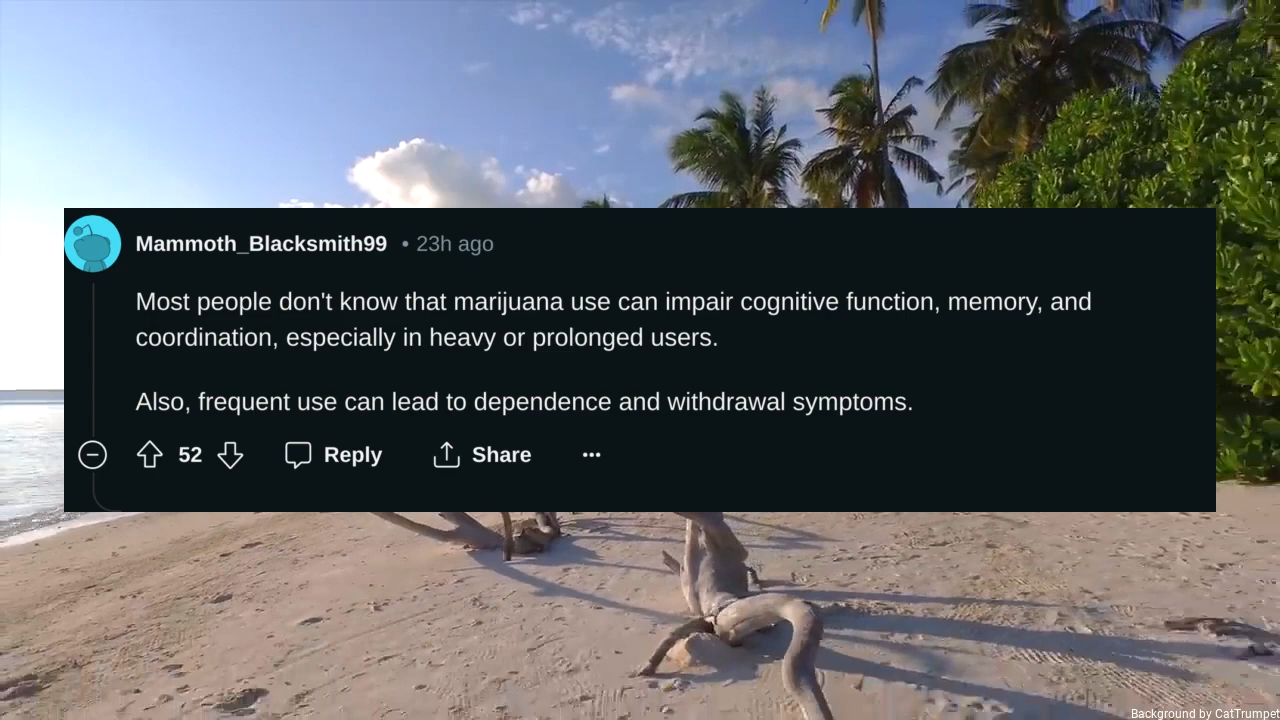 Mammoth_Blacksmith99 • 23h ago
Most people don't know that marijuana use can impair cognitive function, memory, and
coordination, especially in heavy or prolonged users.
Also, frequent use can lead to dependence and withdrawal symptoms.
52 Reply Share
Background by CatTrumpet